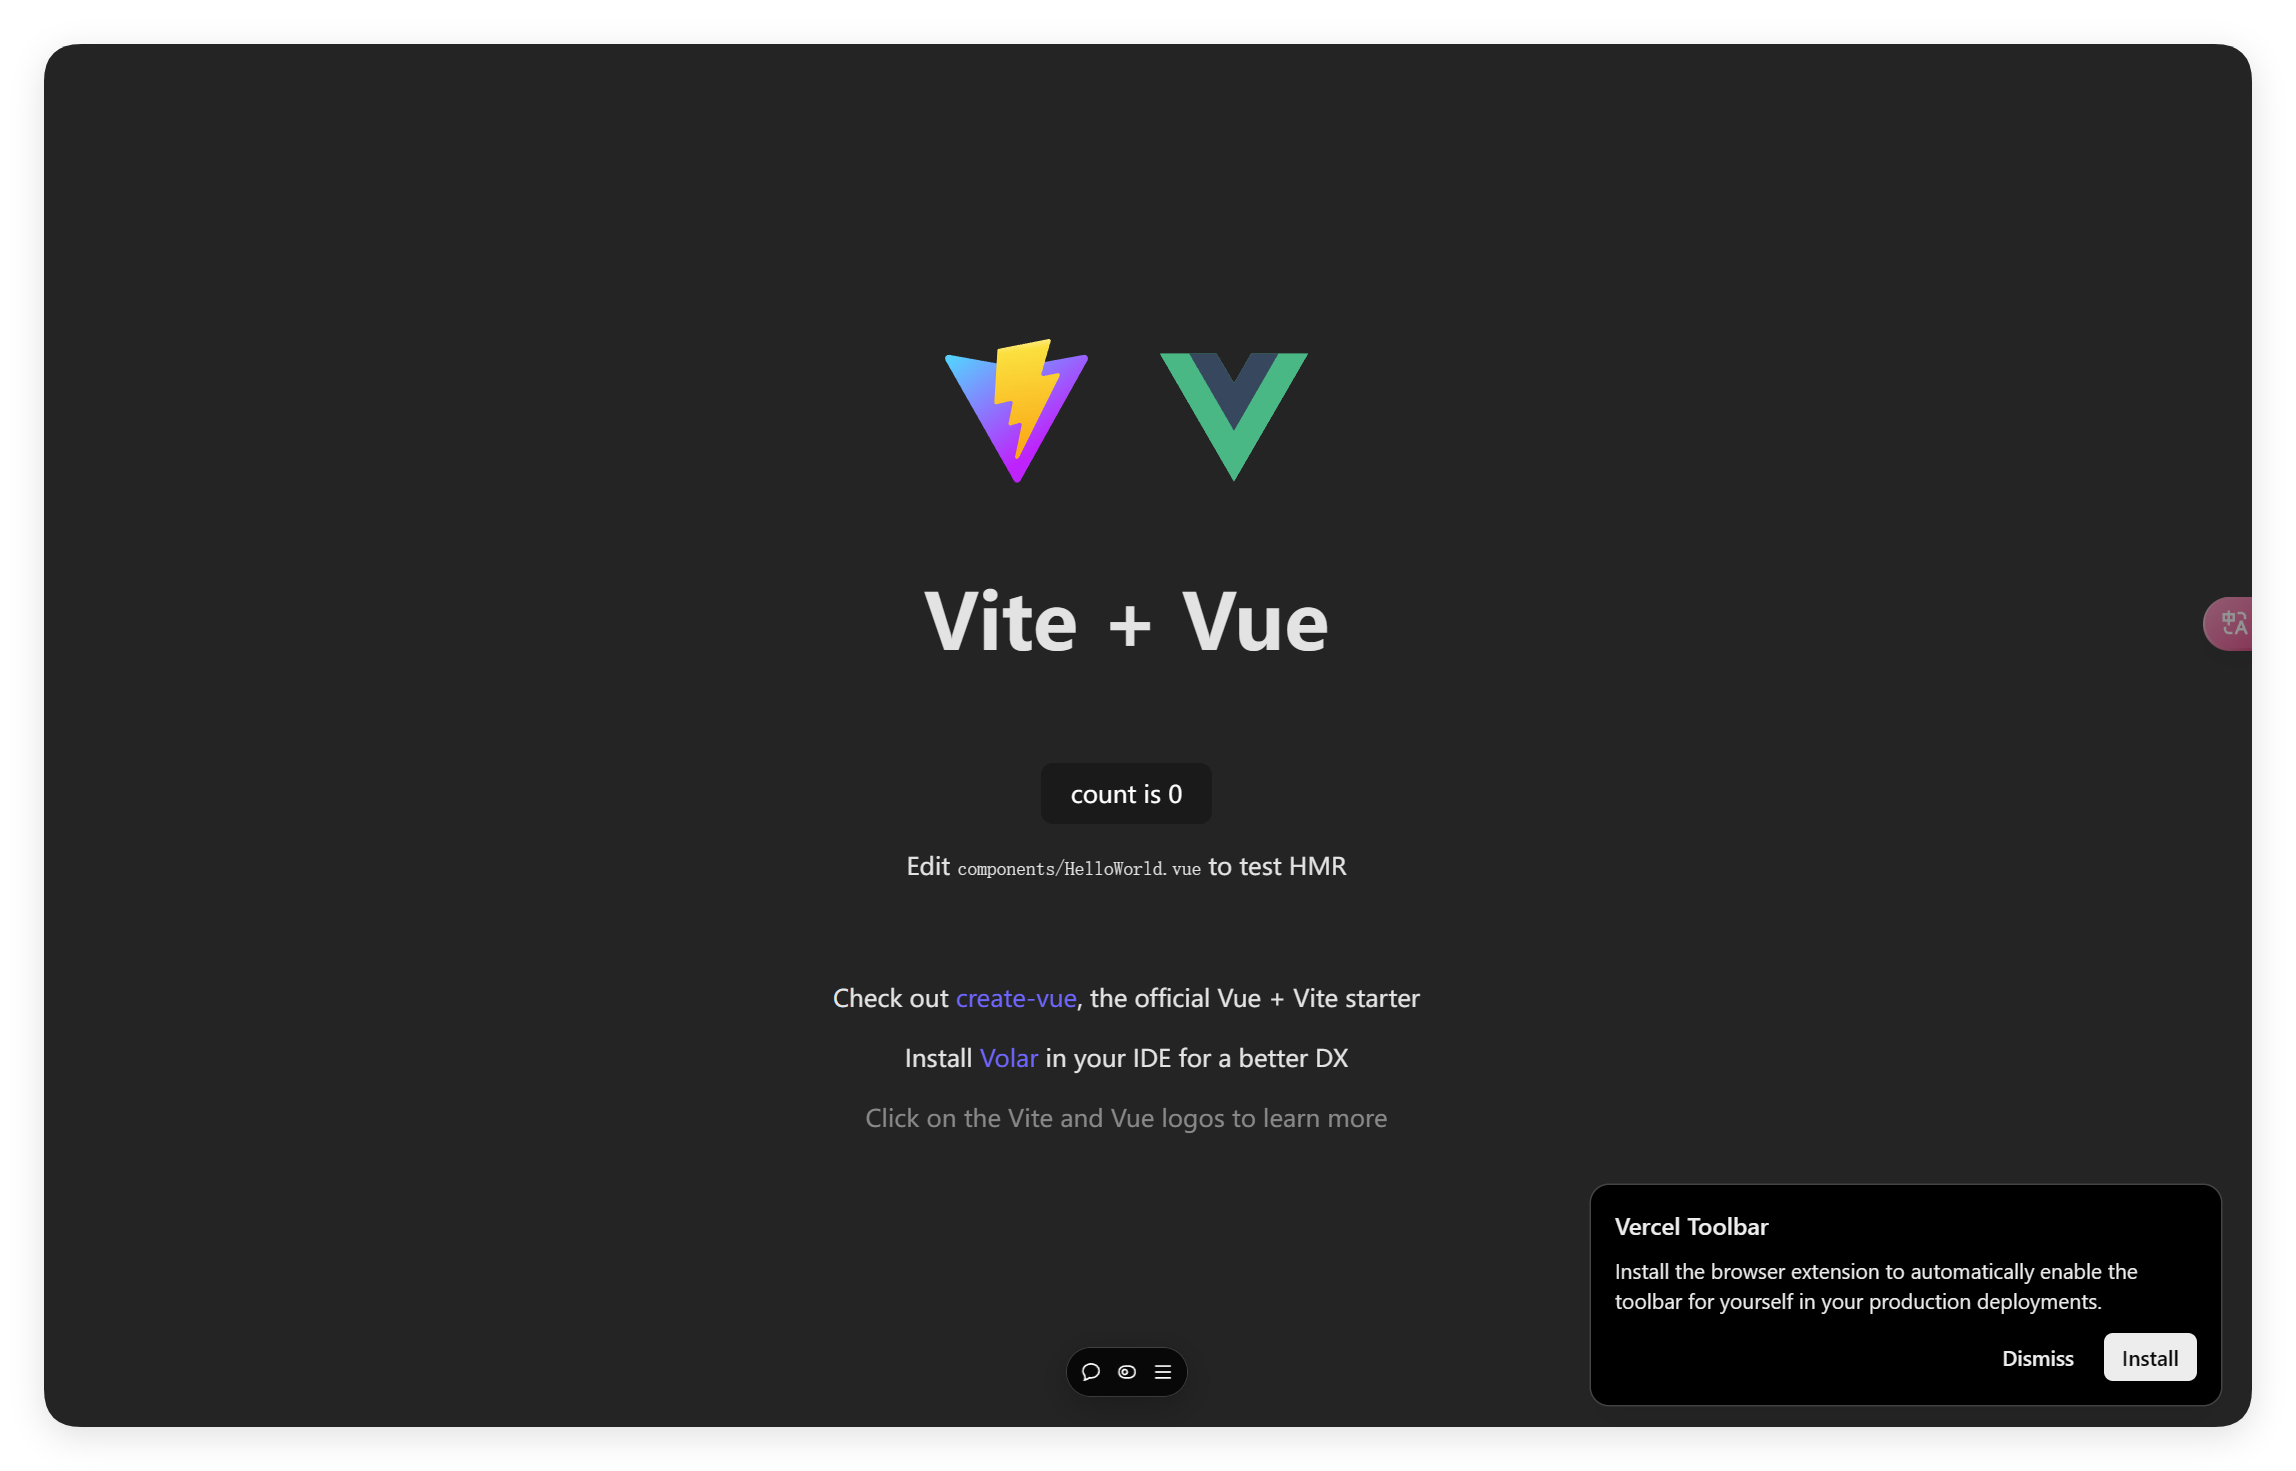 Vite + Vue
count is 0
Edit components/HelloWorld.vue to test HMR
Check out create-vue, the official Vue + Vite starter
Install Volar in your IDE for a better DX
Click on the Vite and Vue logos to learn more
Vercel Toolbar
Install the browser extension to automatically enable the
toolbar for yourself in your production deployments.
Dismiss Install